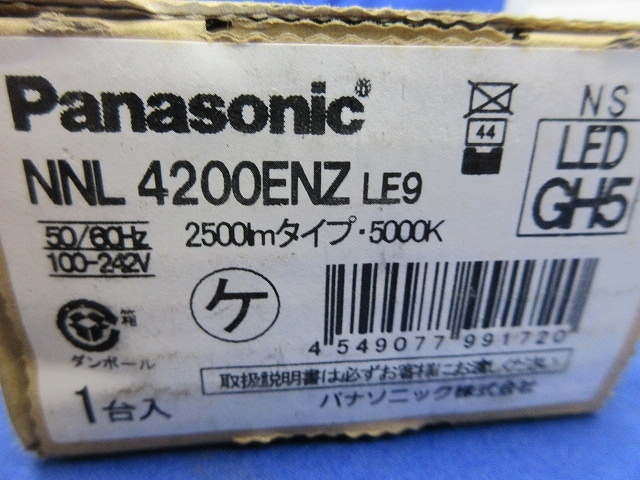 Panasonic
NS
44
LED
GH5
NNL 4200ENZ LE9
50/60Hz
100-242V
2500lmタイプ・5000K
ケ
箱
ダンボール
4 549077 991720
取扱説明書は必ずお客様にお渡しください
1台入
パナソニック株式会社